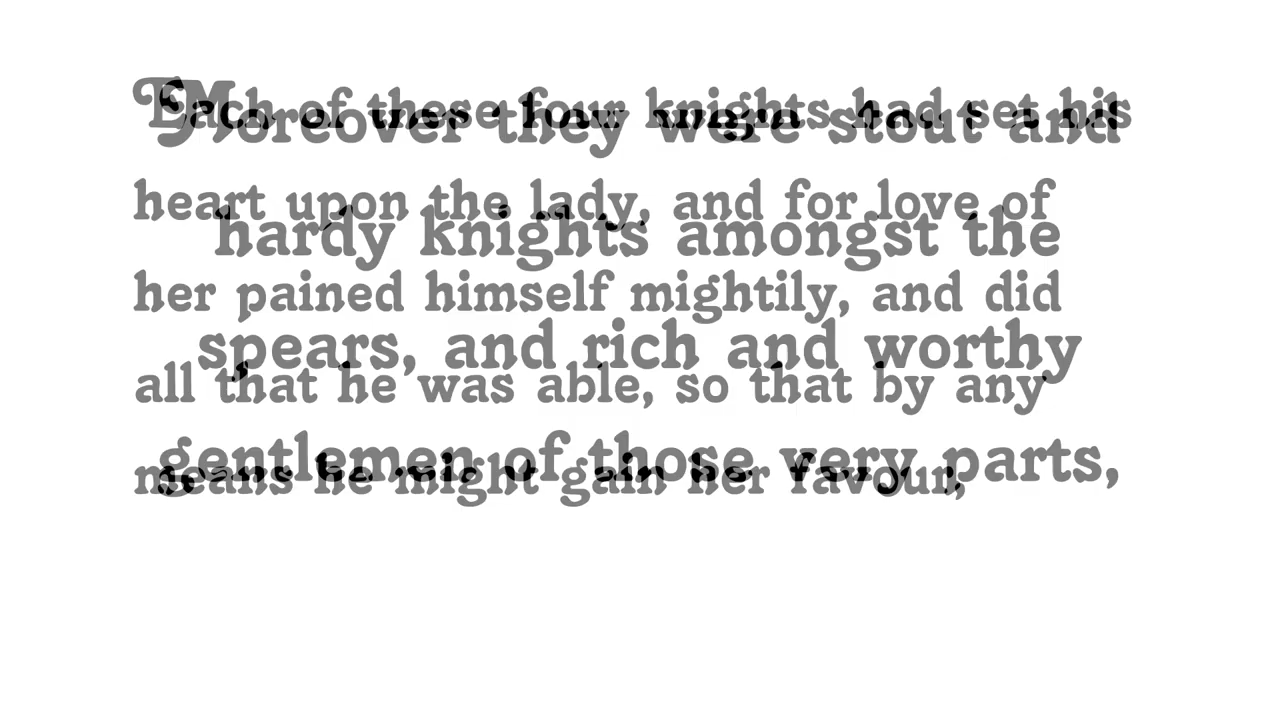 Each of these four knights had set his
heart upon the lady, and for love of
her pained himself mightily, and did
all that he was able, so that by any
means he might gain her favour,
Moreover they were stout and
hardy knights amongst the
spears, and rich and worthy
gentlemen of those very parts,